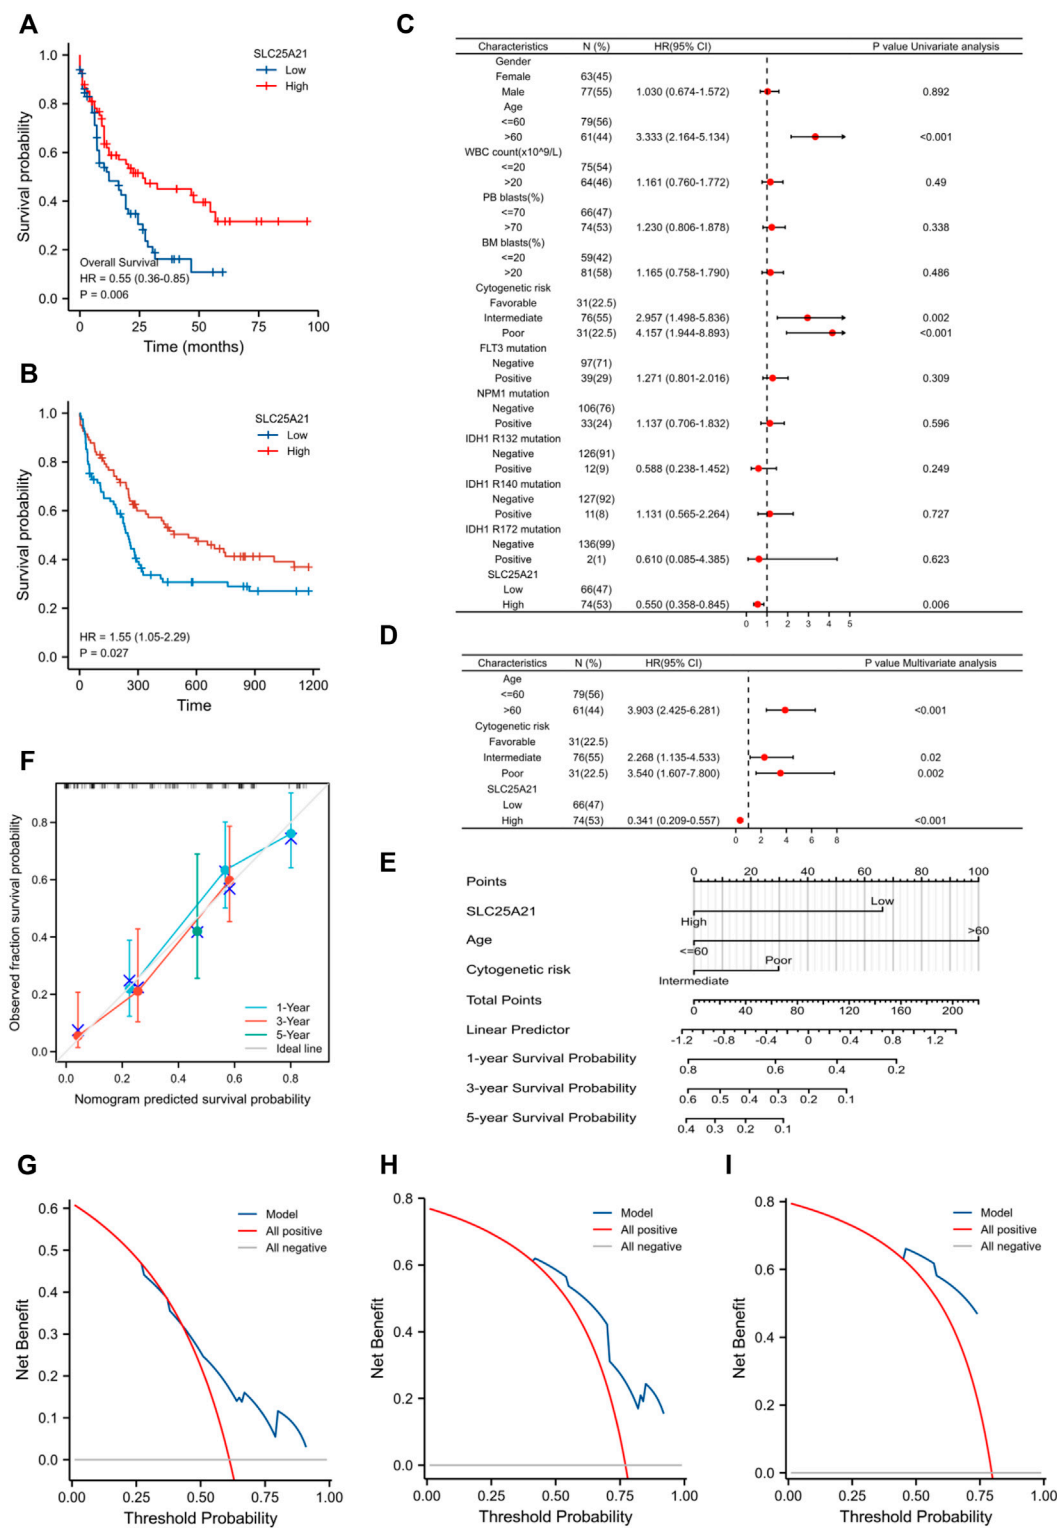 A
SLC25A21
Low
High
Survival probability
1.0
0.8
0.6
0.4
0.2
0.0
Overall Survival
HR = 0.55 (0.36-0.85)
P = 0.006
0 25 50 75 100
Time (months)
B
SLC25A21
Low
High
Survival probability
1.0
0.8
0.6
0.4
0.2
0.0
HR = 1.55 (1.05-2.29)
P = 0.027
0 300 600 900 1200
Time
C
Characteristics N (%) HR(95% CI) P value Univariate analysis
Gender
Female 63(45)
Male 77(55) 1.030 (0.674-1.572) 0.892
Age
<=60 79(56)
>60 61(44) 3.333 (2.164-5.134) <0.001
WBC count(x10^9/L)
<=20 75(54)
>20 64(46) 1.161 (0.760-1.772) 0.49
PB blasts(%)
<=70 66(47)
>70 74(53) 1.230 (0.806-1.878) 0.338
BM blasts(%)
<=20 59(42)
>20 81(58) 1.165 (0.758-1.790) 0.486
Cytogenetic risk
Favorable 31(22.5)
Intermediate 76(55) 2.957 (1.498-5.836) 0.002
Poor 31(22.5) 4.157 (1.944-8.893) <0.001
FLT3 mutation
Negative 97(71)
Positive 39(29) 1.271 (0.801-2.016) 0.309
NPM1 mutation
Negative 106(76)
Positive 33(24) 1.137 (0.706-1.832) 0.596
IDH1 R132 mutation
Negative 126(91)
Positive 12(9) 0.588 (0.238-1.452) 0.249
IDH1 R140 mutation
Negative 127(92)
Positive 11(8) 1.131 (0.565-2.264) 0.727
IDH1 R172 mutation
Negative 136(99)
Positive 2(1) 0.610 (0.085-4.385) 0.623
SLC25A21
Low 66(47)
High 74(53) 0.550 (0.358-0.845) 0.006
0 1 2 3 4 5
D
Characteristics N (%) HR(95% CI) P value Multivariate analysis
Age
<=60 79(56)
>60 61(44) 3.903 (2.425-6.281) <0.001
Cytogenetic risk
Favorable 31(22.5)
Intermediate 76(55) 2.268 (1.135-4.533) 0.02
Poor 31(22.5) 3.540 (1.607-7.800) 0.002
SLC25A21
Low 66(47)
High 74(53) 0.341 (0.209-0.557) <0.001
0 2 4 6 8
F
Observed fraction survival probability
0.8
0.6
0.4
0.2
0.0
1-Year
3-Year
5-Year
Ideal line
0.0 0.2 0.4 0.6 0.8
Nomogram predicted survival probability
E
Points 0 10 20 30 40 50 60 70 80 90 100
SLC25A21 Low
High
Age >60
<=60
Cytogenetic risk Poor
Intermediate
Total Points 0 40 80 120 160 200
Linear Predictor -1.2 -0.8 -0.4 0 0.4 0.8 1.2
1-year Survival Probability 0.8 0.6 0.4 0.2
3-year Survival Probability 0.6 0.5 0.4 0.3 0.2 0.1
5-year Survival Probability 0.4 0.3 0.2 0.1
G
Model
All positive
All negative
Net Benefit
0.6
0.5
0.4
0.3
0.2
0.1
0.0
0.00 0.25 0.50 0.75 1.00
Threshold Probability
H
Model
All positive
All negative
Net Benefit
0.8
0.6
0.4
0.2
0.0
0.00 0.25 0.50 0.75 1.00
Threshold Probability
I
Model
All positive
All negative
Net Benefit
0.8
0.6
0.4
0.2
0.0
0.00 0.25 0.50 0.75 1.00
Threshold Probability